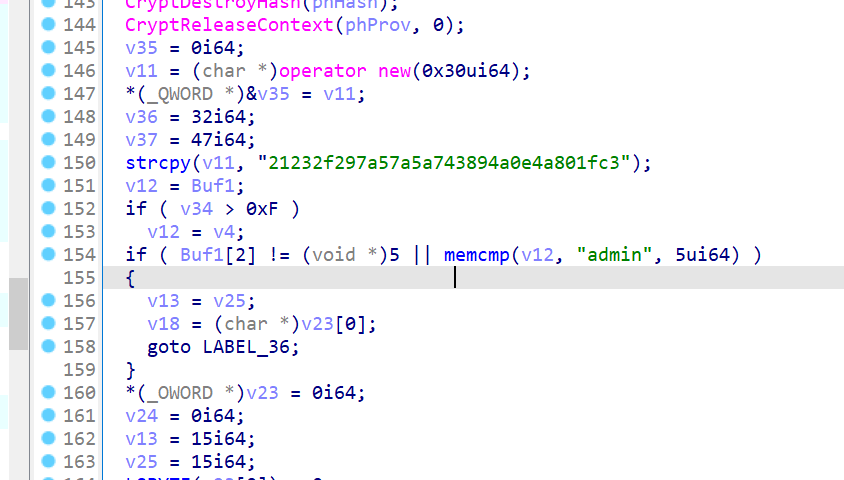 143 CryptDestroyHash(phHash);
144 CryptReleaseContext(phProv, 0);
145 v35 = 0i64;
146 v11 = (char *)operator new(0x30ui64);
147 *(_QWORD *)&v35 = v11;
148 v36 = 32i64;
149 v37 = 47i64;
150 strcpy(v11, "21232f297a57a5a743894a0e4a801fc3");
151 v12 = Buf1;
152 if ( v34 > 0xF )
153 v12 = v4;
154 if ( Buf1[2] != (void *)5 || memcmp(v12, "admin", 5ui64) )
155 {
156 v13 = v25;
157 v18 = (char *)v23[0];
158 goto LABEL_36;
159 }
160 *(_OWORD *)v23 = 0i64;
161 v24 = 0i64;
162 v13 = 15i64;
163 v25 = 15i64;